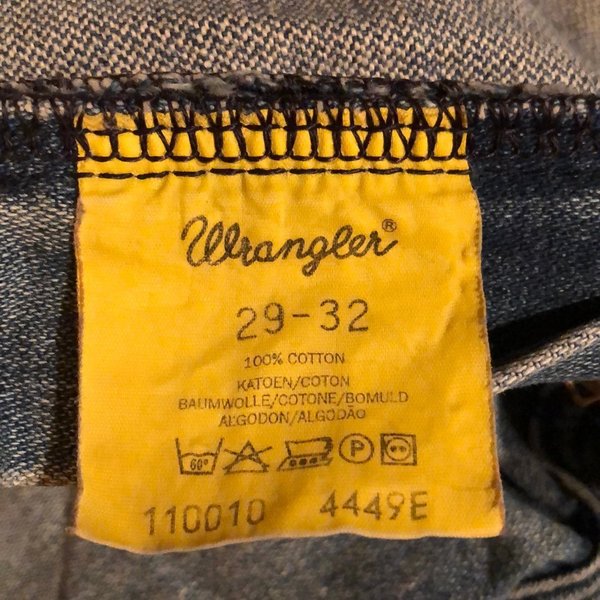 Wrangler®
29-32
100% COTTON
KATOEN/COTON
BAUMWOLLE/COTONE/BOMULD
ALGODON/ALGODÃO
60° P
110010 4449E